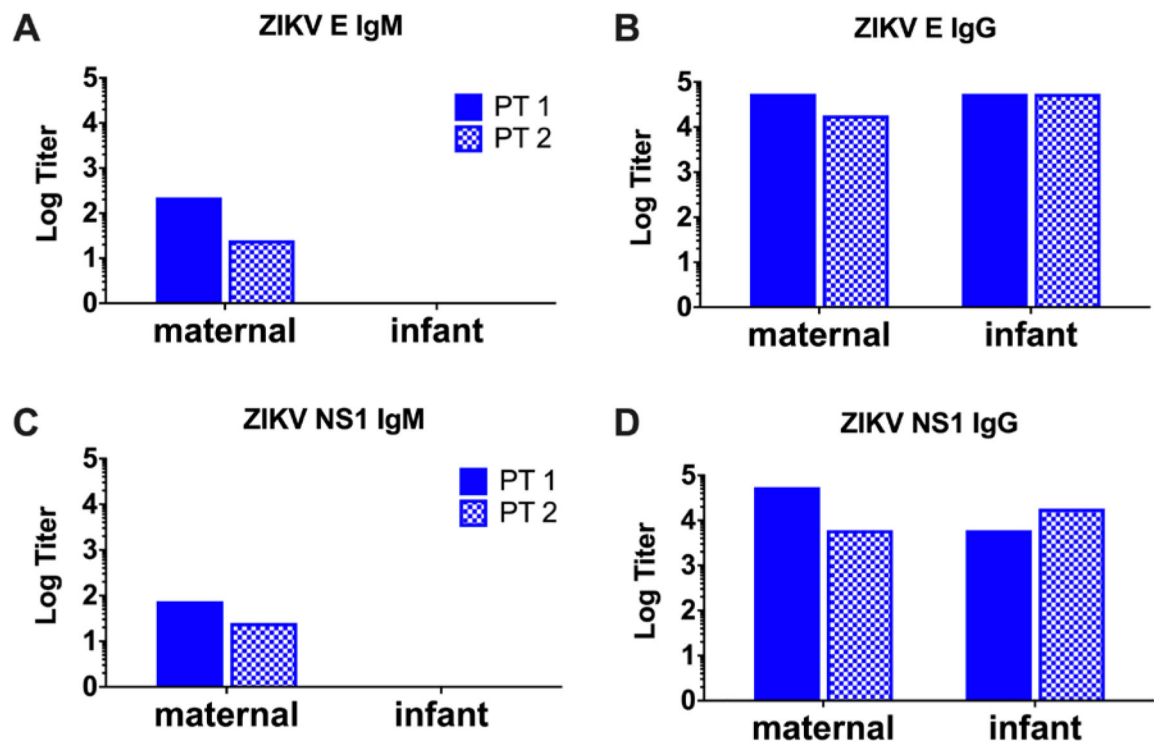 A
ZIKV E IgM
Log Titer
5
4
3
2
1
0
PT 1
PT 2
maternal infant
B
ZIKV E IgG
Log Titer
5
4
3
2
1
0
maternal infant
C
ZIKV NS1 IgM
Log Titer
5
4
3
2
1
0
PT 1
PT 2
maternal infant
D
ZIKV NS1 IgG
Log Titer
5
4
3
2
1
0
maternal infant